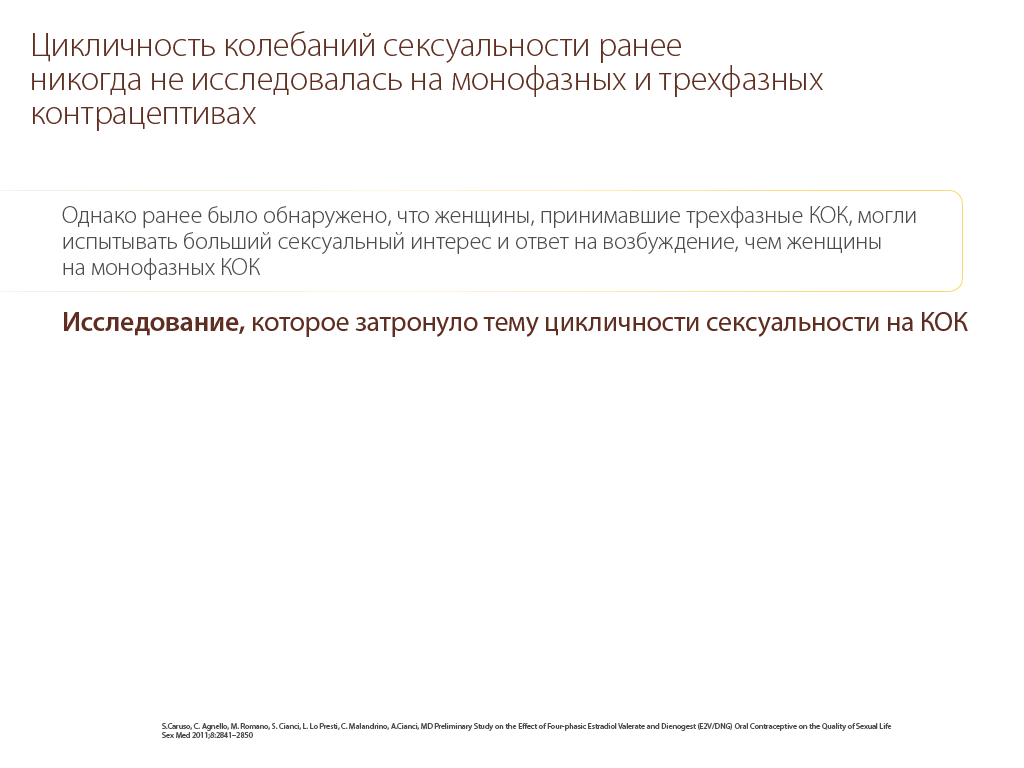 Цикличность колебаний сексуальности ранее
никогда не исследовалась на монофазных и трехфазных
контрацептивах
Однако ранее было обнаружено, что женщины, принимавшие трехфазные КОК, могли
испытывать больший сексуальный интерес и ответ на возбуждение, чем женщины
на монофазных КОК
Исследование, которое затронуло тему цикличности сексуальности на КОК
S.Caruso, C. Agnello, M. Romano, S. Cianci, L. Lo Presti, C. Malandrino, A.Cianci, MD Preliminary Study on the Effect of Four-phasic Estradiol Valerate and Dienogest (E2V/DNG) Oral Contraceptive on the Quality of Sexual Life
Sex Med 2011;8:2841–2850